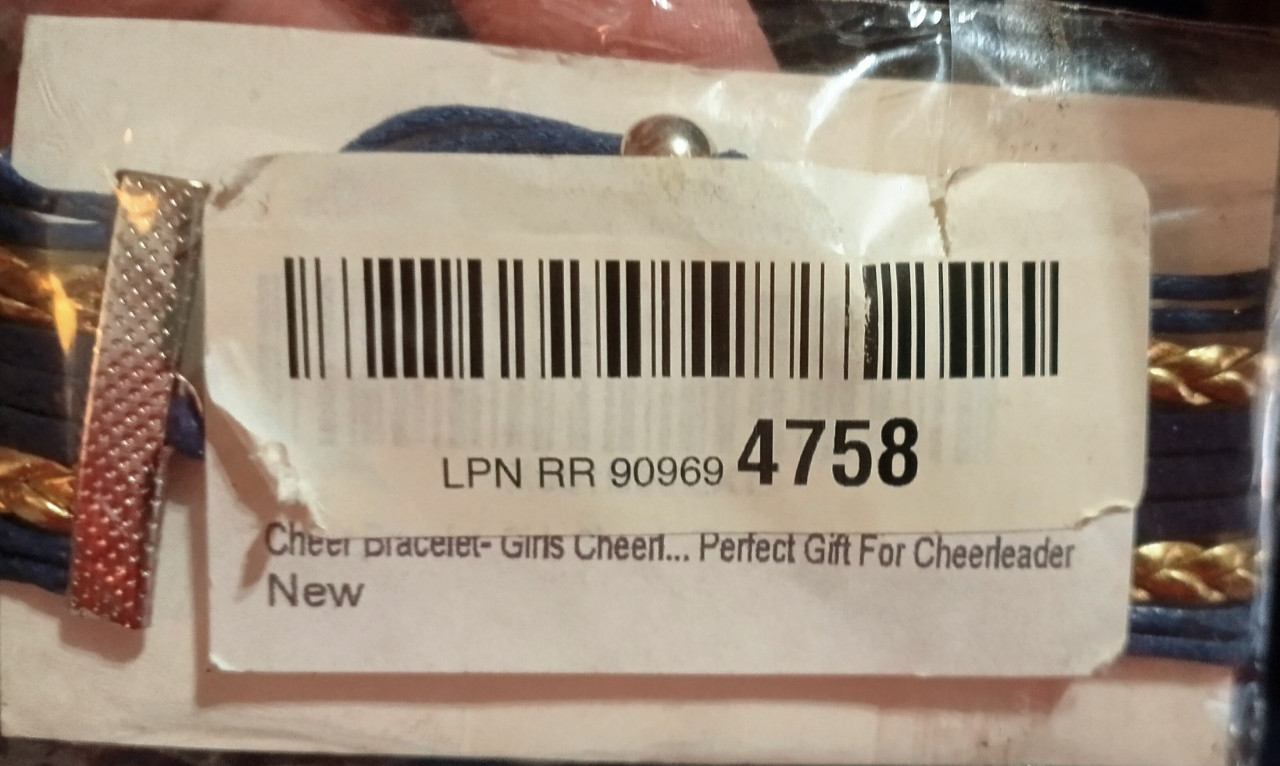 LPN RR 90969 4758
Cheer Bracelet- Girls Cheerl... Perfect Gift For Cheerleader
New